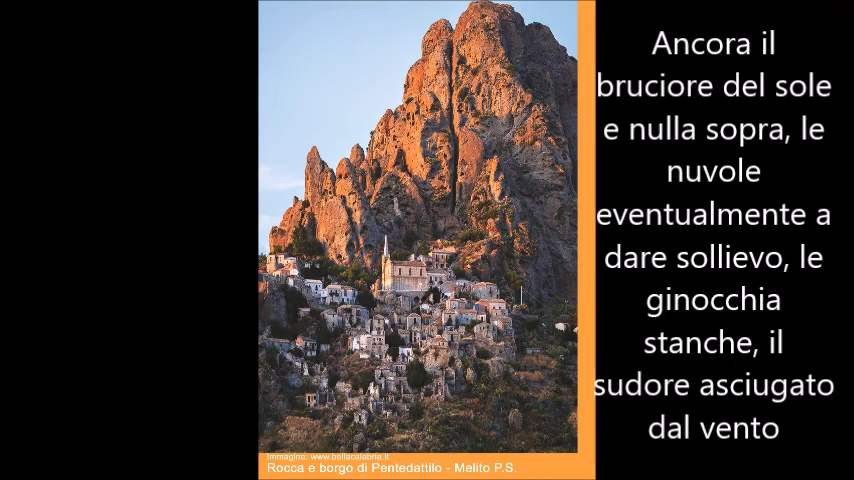 Ancora il
bruciore del sole
e nulla sopra, le
nuvole
eventualmente a
dare sollievo, le
ginocchia
stanche, il
sudore asciugato
dal vento
Immagine: www.bellacalabria.it
Rocca e borgo di Pentedattilo - Melito P.S.